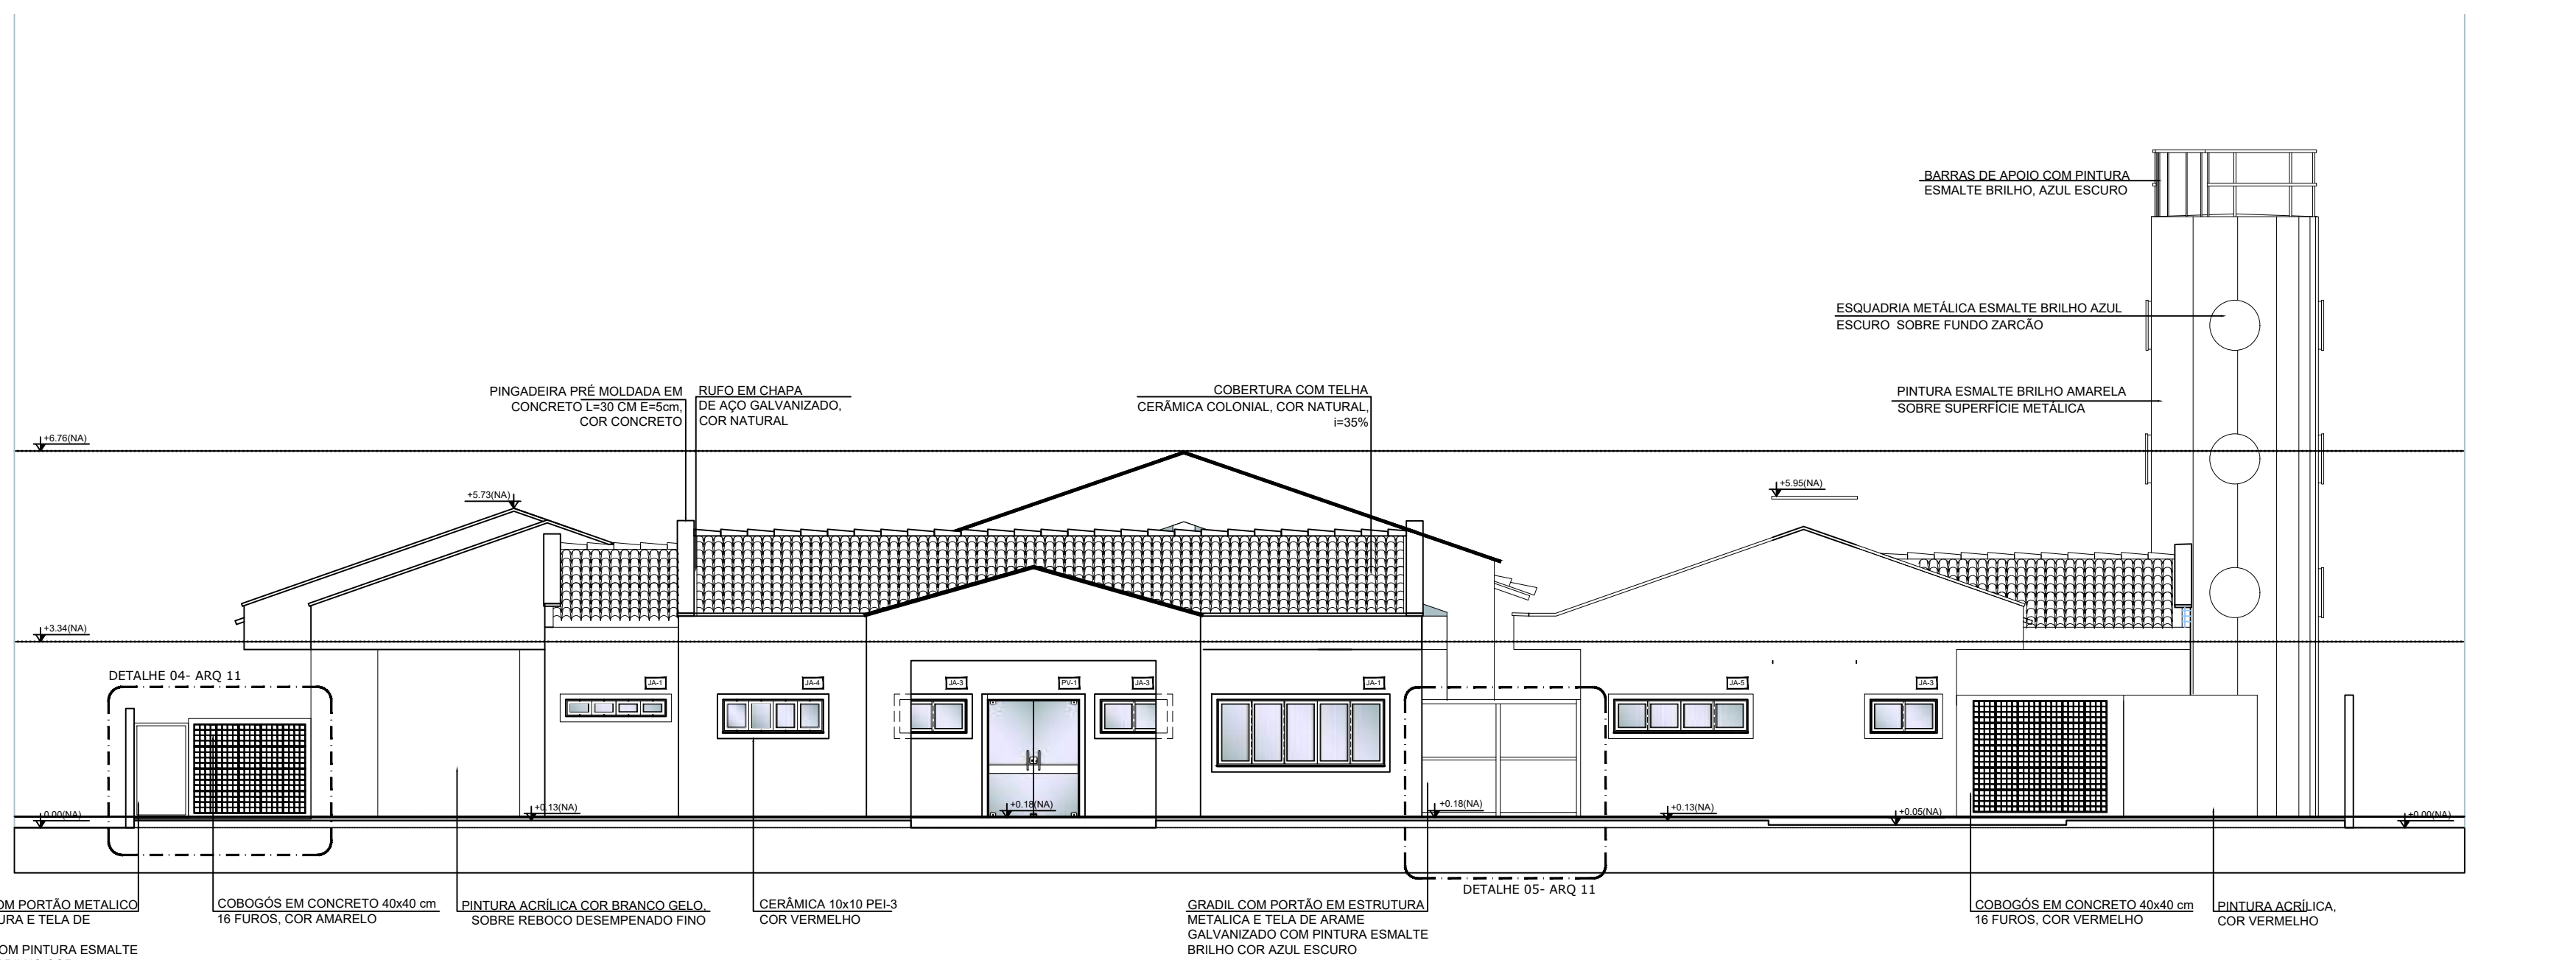 BARRAS DE APOIO COM PINTURA
ESMALTE BRILHO, AZUL ESCURO
ESQUADRIA METÁLICA ESMALTE BRILHO AZUL
ESCURO SOBRE FUNDO ZARCÃO
PINGADEIRA PRÉ MOLDADA EM
CONCRETO L=30 CM E=5cm,
COR CONCRETO
RUFO EM CHAPA
DE AÇO GALVANIZADO,
COR NATURAL
COBERTURA COM TELHA
CERÃMICA COLONIAL, COR NATURAL,
i=35%
PINTURA ESMALTE BRILHO AMARELA
SOBRE SUPERFÍCIE METÁLICA
+6.76(NA)
+5.73(NA)
+5.95(NA)
+3.34(NA)
DETALHE 04- ARQ 11
JA-1
JA-4
JA-3
PV-1
JA-3
JA-1
JA-5
JA-3
+0.00(NA)
+0.13(NA)
+0.18(NA)
+0.18(NA)
+0.13(NA)
+0.05(NA)
+0.00(NA)
DETALHE 05- ARQ 11
OM PORTÃO METALICO
URA E TELA DE
OM PINTURA ESMALTE
COBOGÓS EM CONCRETO 40x40 cm
16 FUROS, COR AMARELO
PINTURA ACRÍLICA COR BRANCO GELO,
SOBRE REBOCO DESEMPENADO FINO
CERÂMICA 10x10 PEI-3
COR VERMELHO
GRADIL COM PORTÃO EM ESTRUTURA
METALICA E TELA DE ARAME
GALVANIZADO COM PINTURA ESMALTE
BRILHO COR AZUL ESCURO
COBOGÓS EM CONCRETO 40x40 cm
16 FUROS, COR VERMELHO
PINTURA ACRÍLICA,
COR VERMELHO